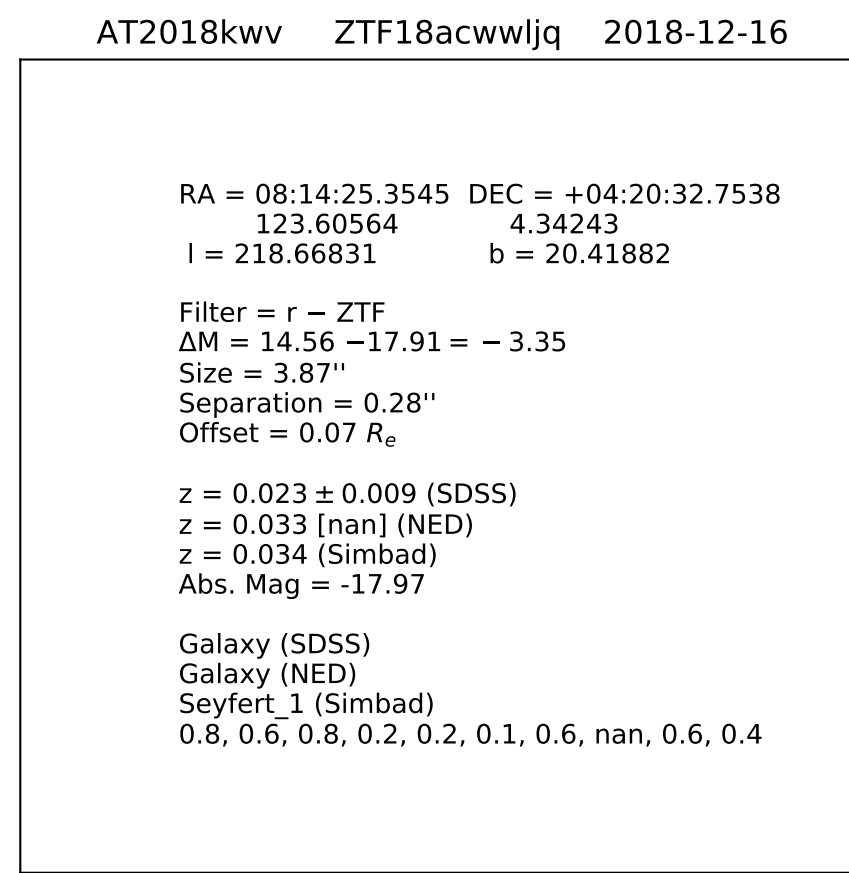 AT2018kwv ZTF18acwwljq 2018-12-16
RA = 08:14:25.3545 DEC = +04:20:32.7538
123.60564 4.34243
l = 218.66831 b = 20.41882
Filter = r − ZTF
ΔM = 14.56 −17.91 = − 3.35
Size = 3.87''
Separation = 0.28''
Offset = 0.07 Re
z = 0.023 ± 0.009 (SDSS)
z = 0.033 [nan] (NED)
z = 0.034 (Simbad)
Abs. Mag = -17.97
Galaxy (SDSS)
Galaxy (NED)
Seyfert_1 (Simbad)
0.8, 0.6, 0.8, 0.2, 0.2, 0.1, 0.6, nan, 0.6, 0.4